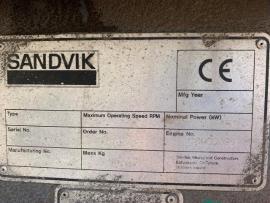 SANDVIK
CE
Mfg Year
Type
Maximum Operating Speed RPM
Nominal Power (kW)
Serial No.
Order No.
Engine No.
Manufacturing No.
Mass Kg
Sandvik Mining and Construction